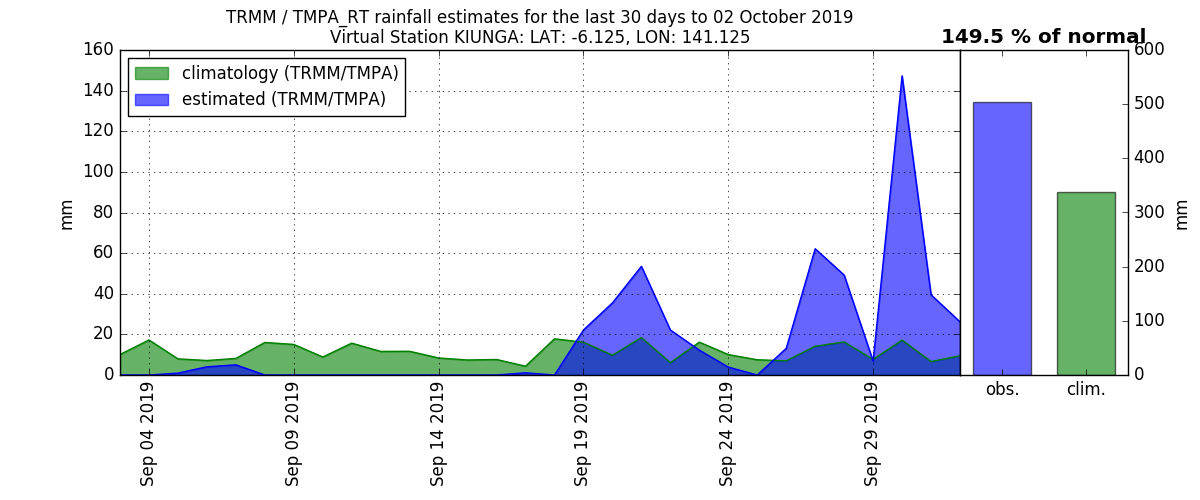 TRMM / TMPA_RT rainfall estimates for the last 30 days to 02 October 2019
Virtual Station KIUNGA: LAT: -6.125, LON: 141.125
149.5 % of normal
climatology (TRMM/TMPA)
estimated (TRMM/TMPA)
160
140
120
100
80
60
40
20
0
mm
Sep 04 2019
Sep 09 2019
Sep 14 2019
Sep 19 2019
Sep 24 2019
Sep 29 2019
600
500
400
300
200
100
0
mm
obs.
clim.